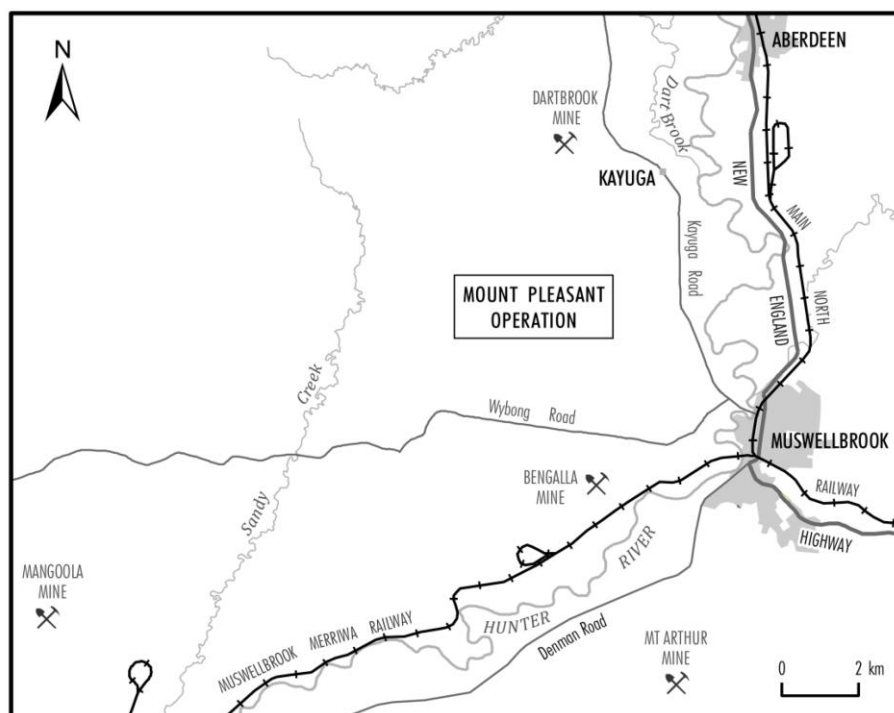 N
ABERDEEN
DARTBROOK
MINE
Dart Brook
KAYUGA
NEW
MAIN
Kayuga Road
MOUNT PLEASANT
OPERATION
ENGLAND
NORTH
Creek
Wybong Road
MUSWELLBROOK
BENGALLA
MINE
RAILWAY
Sandy
HIGHWAY
RIVER
MANGOOLA
MINE
HUNTER
MUSWELLBROOK MERRIWA RAILWAY
Denman Road
MT ARTHUR
MINE
0 2 km